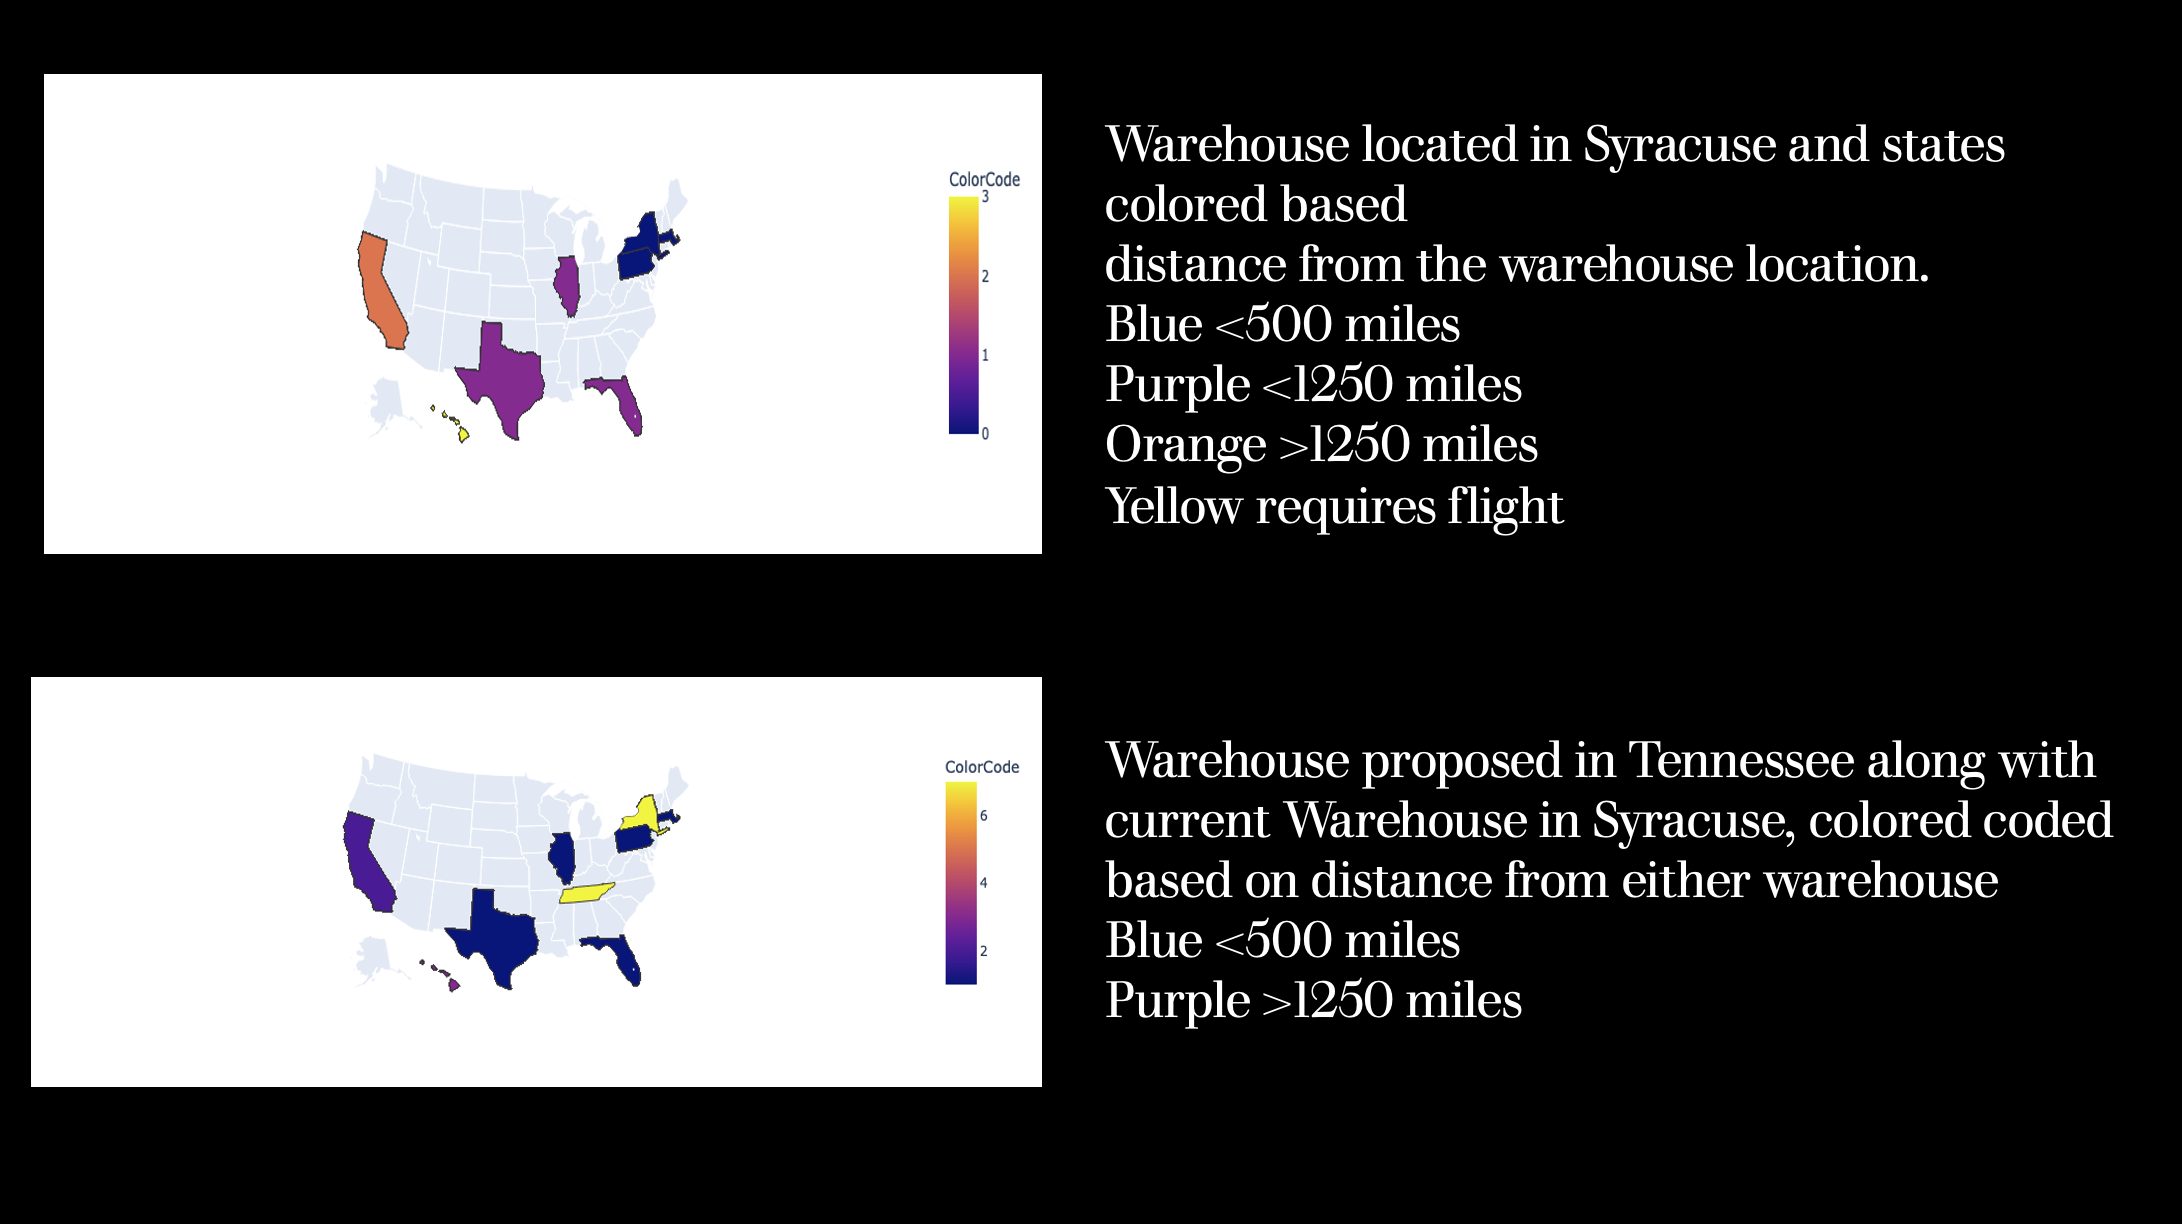 ColorCode
3
2
1
0
Warehouse located in Syracuse and states
colored based
distance from the warehouse location.
Blue <500 miles
Purple <1250 miles
Orange >1250 miles
Yellow requires flight
ColorCode
6
4
2
Warehouse proposed in Tennessee along with
current Warehouse in Syracuse, colored coded
based on distance from either warehouse
Blue <500 miles
Purple >1250 miles